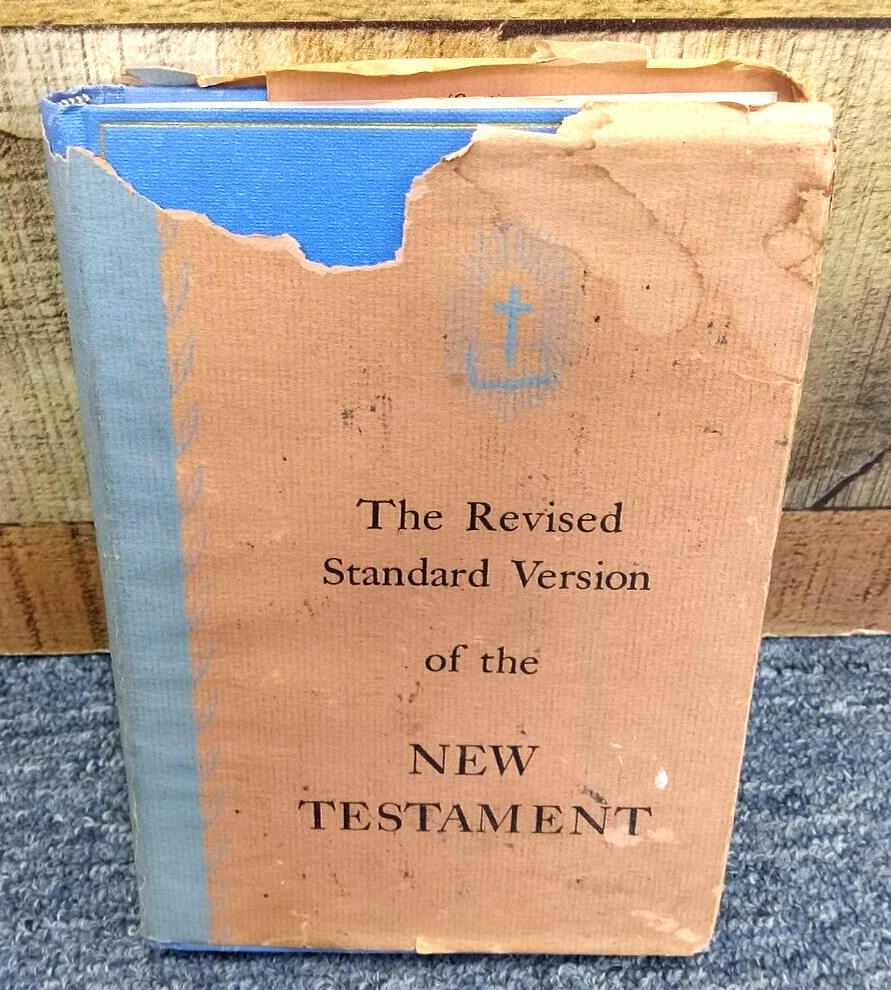 The Revised
Standard Version
of the
NEW
TESTAMENT